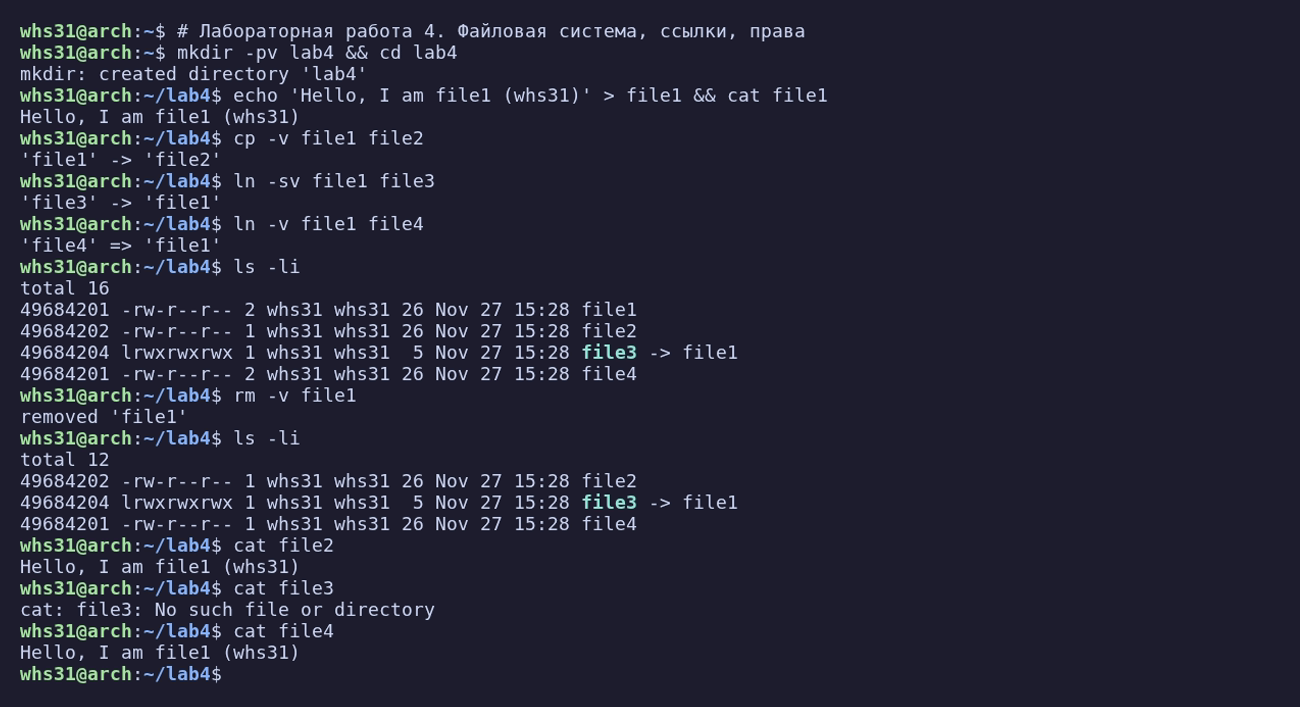 whs31@arch:~$ # Лабораторная работа 4. Файловая система, ссылки, права
whs31@arch:~$ mkdir -pv lab4 && cd lab4
mkdir: created directory 'lab4'
whs31@arch:~/lab4$ echo 'Hello, I am file1 (whs31)' > file1 && cat file1
Hello, I am file1 (whs31)
whs31@arch:~/lab4$ cp -v file1 file2
'file1' -> 'file2'
whs31@arch:~/lab4$ ln -sv file1 file3
'file3' -> 'file1'
whs31@arch:~/lab4$ ln -v file1 file4
'file4' => 'file1'
whs31@arch:~/lab4$ ls -li
total 16
49684201 -rw-r--r-- 2 whs31 whs31 26 Nov 27 15:28 file1
49684202 -rw-r--r-- 1 whs31 whs31 26 Nov 27 15:28 file2
49684204 lrwxrwxrwx 1 whs31 whs31  5 Nov 27 15:28 file3 -> file1
49684201 -rw-r--r-- 2 whs31 whs31 26 Nov 27 15:28 file4
whs31@arch:~/lab4$ rm -v file1
removed 'file1'
whs31@arch:~/lab4$ ls -li
total 12
49684202 -rw-r--r-- 1 whs31 whs31 26 Nov 27 15:28 file2
49684204 lrwxrwxrwx 1 whs31 whs31  5 Nov 27 15:28 file3 -> file1
49684201 -rw-r--r-- 1 whs31 whs31 26 Nov 27 15:28 file4
whs31@arch:~/lab4$ cat file2
Hello, I am file1 (whs31)
whs31@arch:~/lab4$ cat file3
cat: file3: No such file or directory
whs31@arch:~/lab4$ cat file4
Hello, I am file1 (whs31)
whs31@arch:~/lab4$